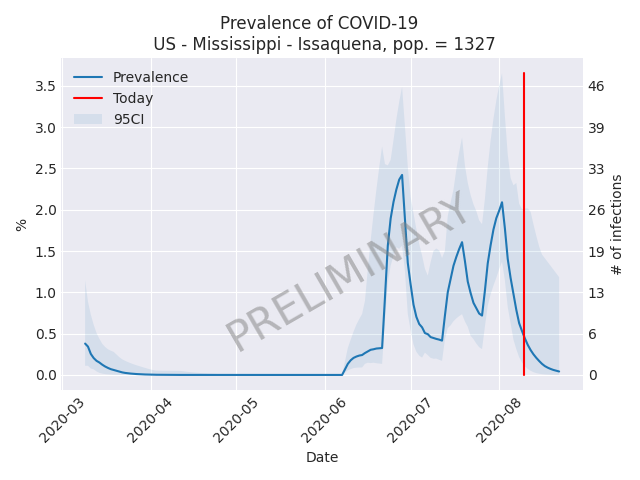 Prevalence of COVID-19
US - Mississippi - Issaquena, pop. = 1327
Prevalence
Today
95CI
3.5
3.0
2.5
2.0
1.5
1.0
0.5
0.0
%
46
39
33
26
19
13
6
0
# of infections
PRELIMINARY
2020-03
2020-04
2020-05
2020-06
2020-07
2020-08
Date